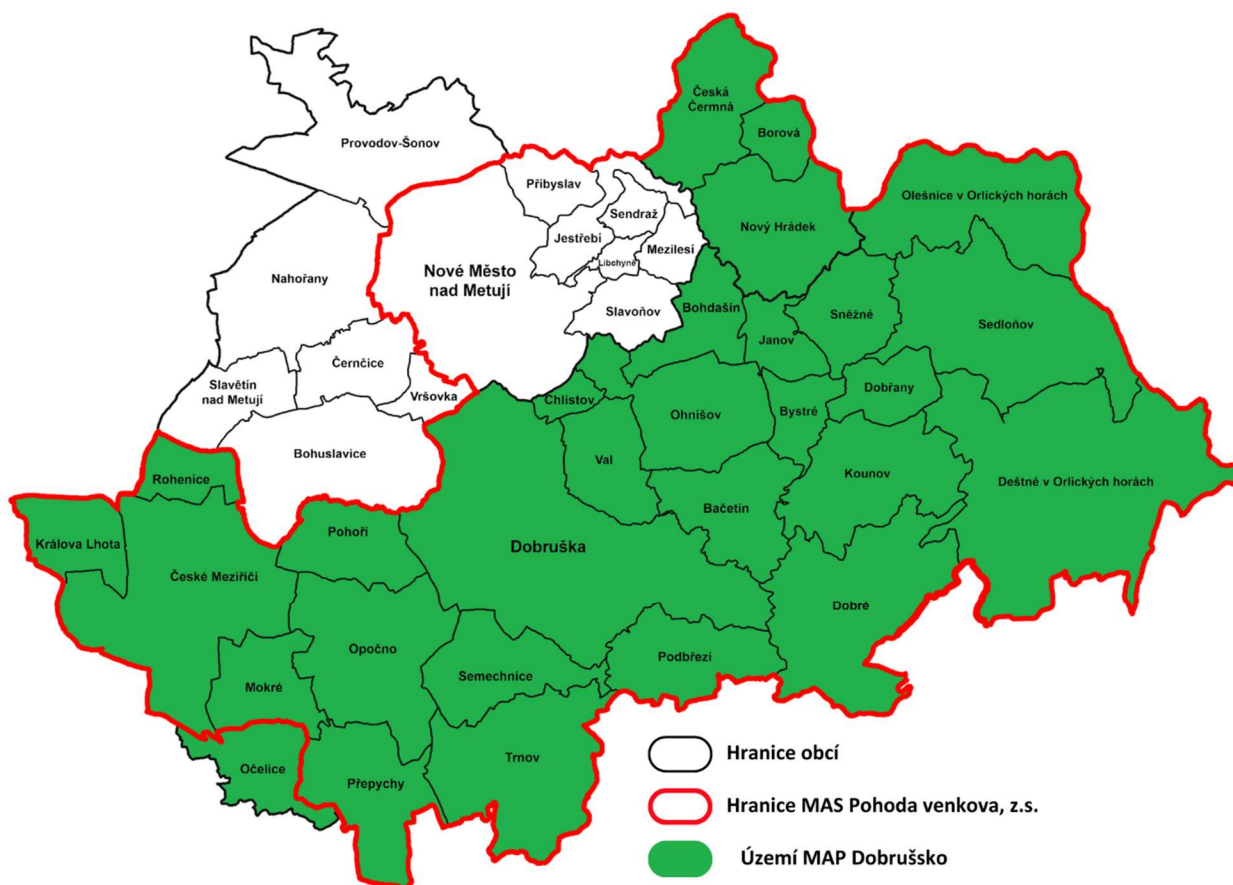 Česká
Čermná
Borová
Provodov-Šonov
Přibyslav
Olešnice v Orlických horách
Sendraž
Nový Hrádek
Jestřebí
Mezilesí
Libchyně
Nahořany
Nové Město
nad Metují
Slavoňov
Bohdašín
Sněžné
Sedloňov
Janov
Černčice
Slavětín
nad Metují
Vršovka
Chlístov
Ohnišov
Bystré
Dobřany
Bohuslavice
Val
Kounov
Rohenice
Deštné v Orlických horách
Bačetín
Pohoří
Králova Lhota
Dobruška
České Meziříčí
Dobré
Opočno
Podbřezí
Semechnice
Mokré
Trnov
Očelice
Přepychy
Hranice obcí
Hranice MAS Pohoda venkova, z.s.
Území MAP Dobrušsko